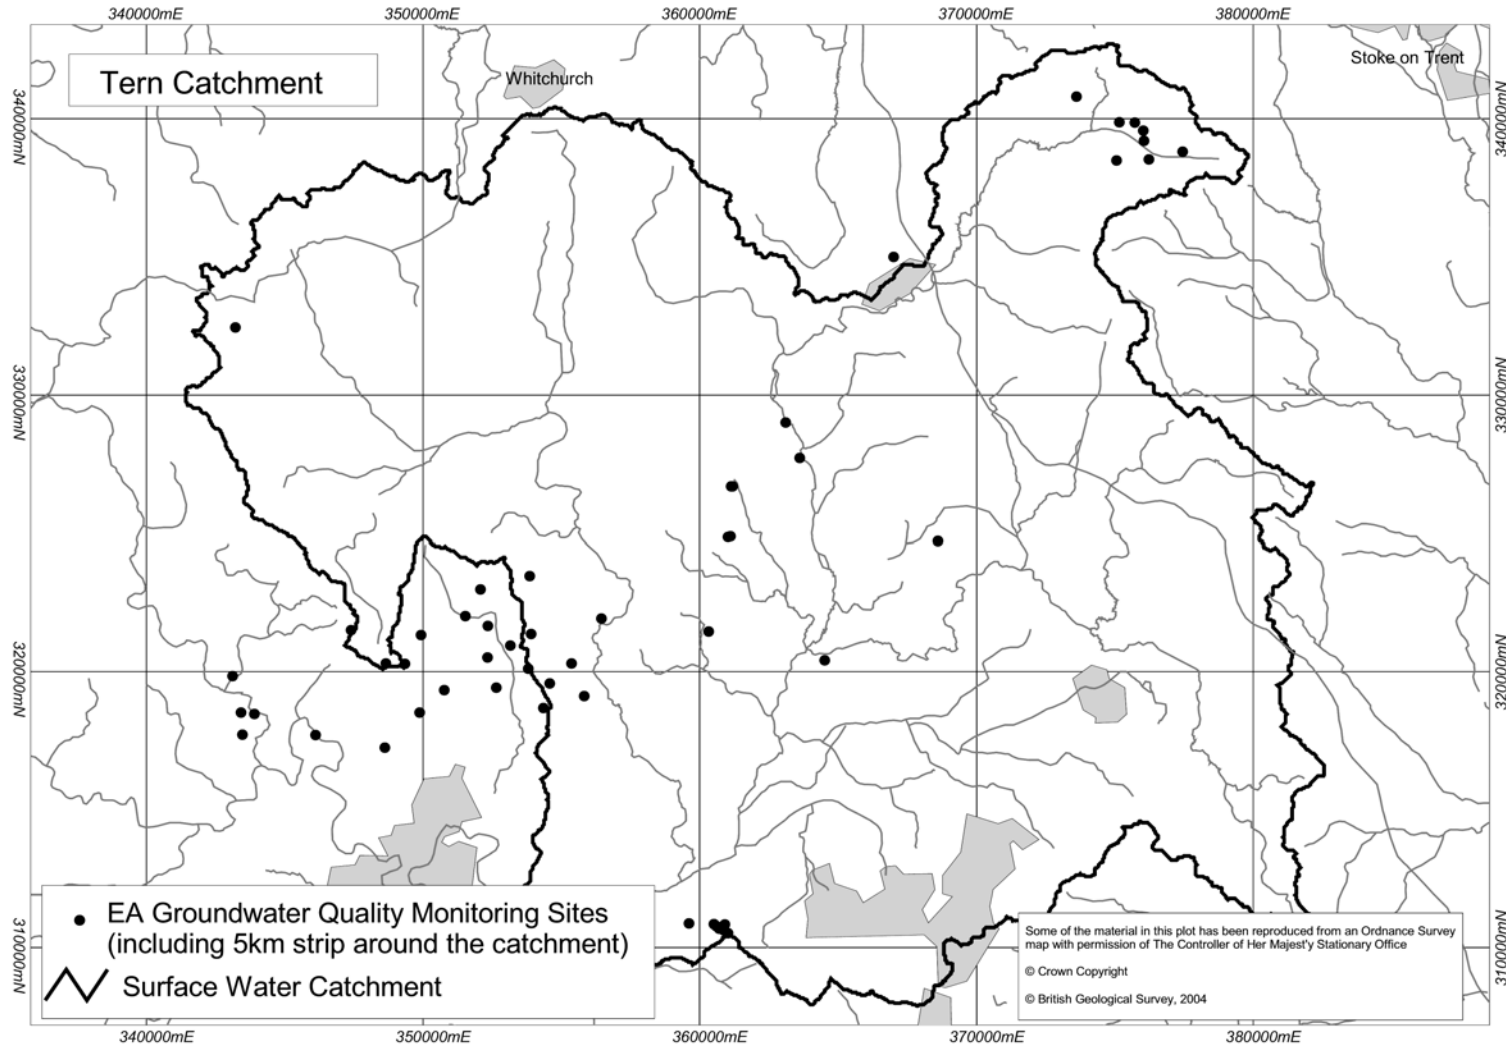 340000mE 350000mE 360000mE 370000mE 380000mE
Tern Catchment
Whitchurch
Stoke on Trent
340000mN
340000mN
330000mN
330000mN
320000mN
320000mN
310000mN
310000mN
EA Groundwater Quality Monitoring Sites
(including 5km strip around the catchment)
Surface Water Catchment
Some of the material in this plot has been reproduced from an Ordnance Survey
map with permission of The Controller of Her Majest'y Stationary Office
© Crown Copyright
© British Geological Survey, 2004
340000mE 350000mE 360000mE 370000mE 380000mE